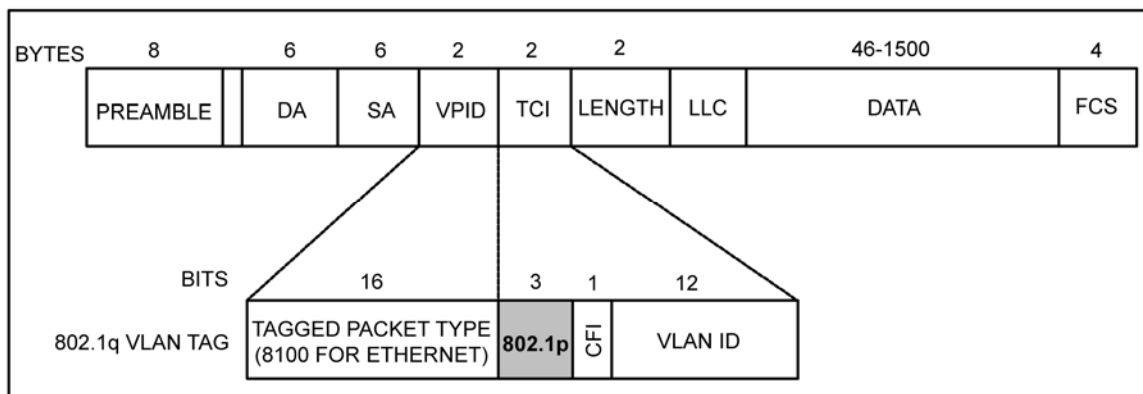 BYTES 8 6 6 2 2 2 46-1500 4
PREAMBLE DA SA VPID TCI LENGTH LLC DATA FCS
BITS 16 3 1 12
802.1q VLAN TAG TAGGED PACKET TYPE (8100 FOR ETHERNET) 802.1p CFI VLAN ID